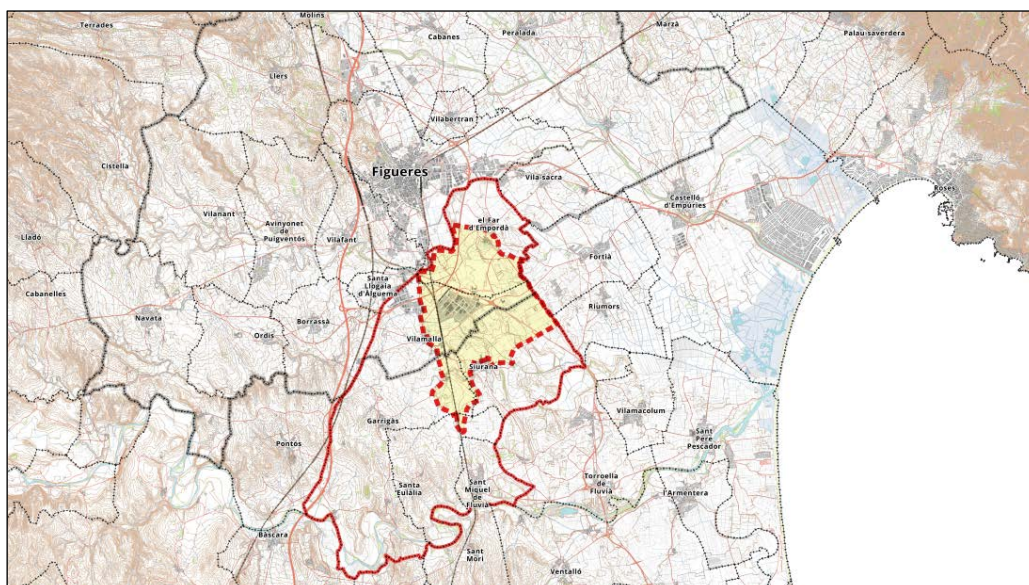 Terrades
Molins
Cabanes
Peralada
Marzà
Palau-saverdera
Llers
Vilabertran
Cistella
Figueres
Vila-sacra
Castelló
d'Empúries
Roses
Vilanant
Avinyonet
de
Puigventós
Vilafant
el Far
d'Empordà
Lladó
Fortià
Santa
Llogaia
d'Àlguema
Cabanelles
Navata
Borrassà
Riumors
Ordis
Vilamalla
Siurana
Garrigàs
Vilamacolum
Pontós
Sant
Pere
Pescador
Santa
Eulàlia
Sant
Miquel
de
Fluvià
Torroella
de
Fluvià
l'Armentera
Bàscara
Sant
Mori
Ventalló